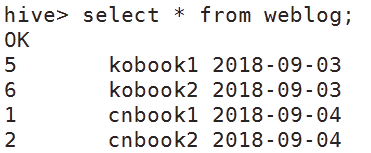 hive> select * from weblog;
OK
5 kobook1 2018-09-03
6 kobook2 2018-09-03
1 cnbook1 2018-09-04
2 cnbook2 2018-09-04